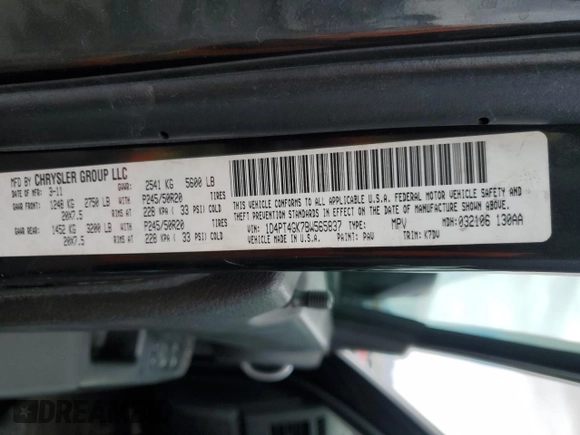 MFD BY CHRYSLER GROUP LLC
DATE OF MFR: 3-11 GVWR: 2541 KG 5600 LB
GAWR FRONT: 1248 KG 2750 LB TIRES P245/50R20
20X7.5 RIMS AT 228 KPA ( 33 PSI) COLD
GAWR REAR: 1452 KG 3200 LB TIRES P245/50R20
20X7.5 RIMS AT 228 KPA ( 33 PSI) COLD
THIS VEHICLE CONFORMS TO ALL APPLICABLE U.S.A. FEDERAL MOTOR VEHICLE SAFETY AND
THEFT PREVENTION STANDARDS IN EFFECT ON THE DATE OF MANUFACTURE SHOWN ABOVE.
VIN: 1D4PT4GK7BW565837 TYPE: MPV MDH: 032106 130AA
VEHICLE MADE IN U.S.A. PAINT: PAV TRIM: K7DV